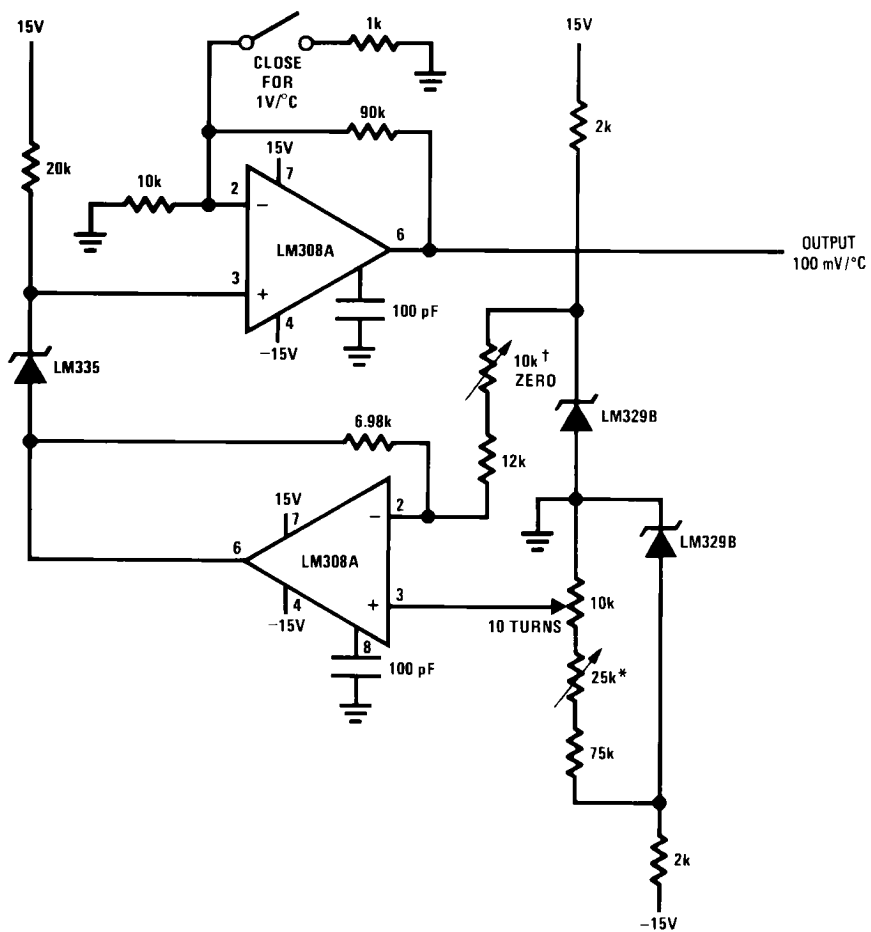 15V
1k
15V
CLOSE
FOR
1V/°C
90k
2k
20k
15V
7
10k
2
−
LM308A
6
OUTPUT
100 mV/°C
3
+
100 pF
4
−15V
LM335
10k†
ZERO
LM329B
6.98k
12k
15V
7
2
−
6
LM308A
LM329B
4
+
3
10k
−15V
10 TURNS
8
100 pF
25k*
75k
2k
−15V